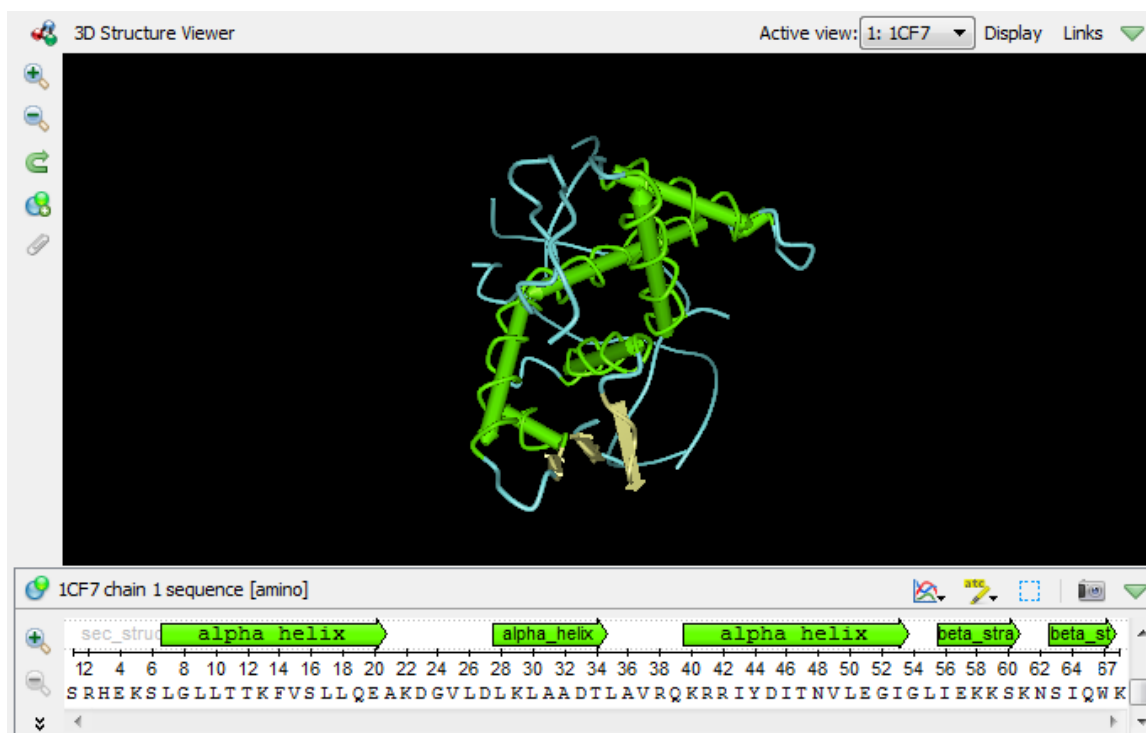 3D Structure Viewer Active view: 1: 1CF7 Display Links
1CF7 chain 1 sequence [amino]
atc
sec_struc alpha helix alpha_helix alpha helix beta_stra beta_st
12 4 6 8 10 12 14 16 18 20 22 24 26 28 30 32 34 36 38 40 42 44 46 48 50 52 54 56 58 60 62 64 67
SRHEKSLGLLTTKFVSLLQEAKDGVLDLKLAADTLAVRQKRRIYDITNVLEGIGLIEKKSKNSIQWK